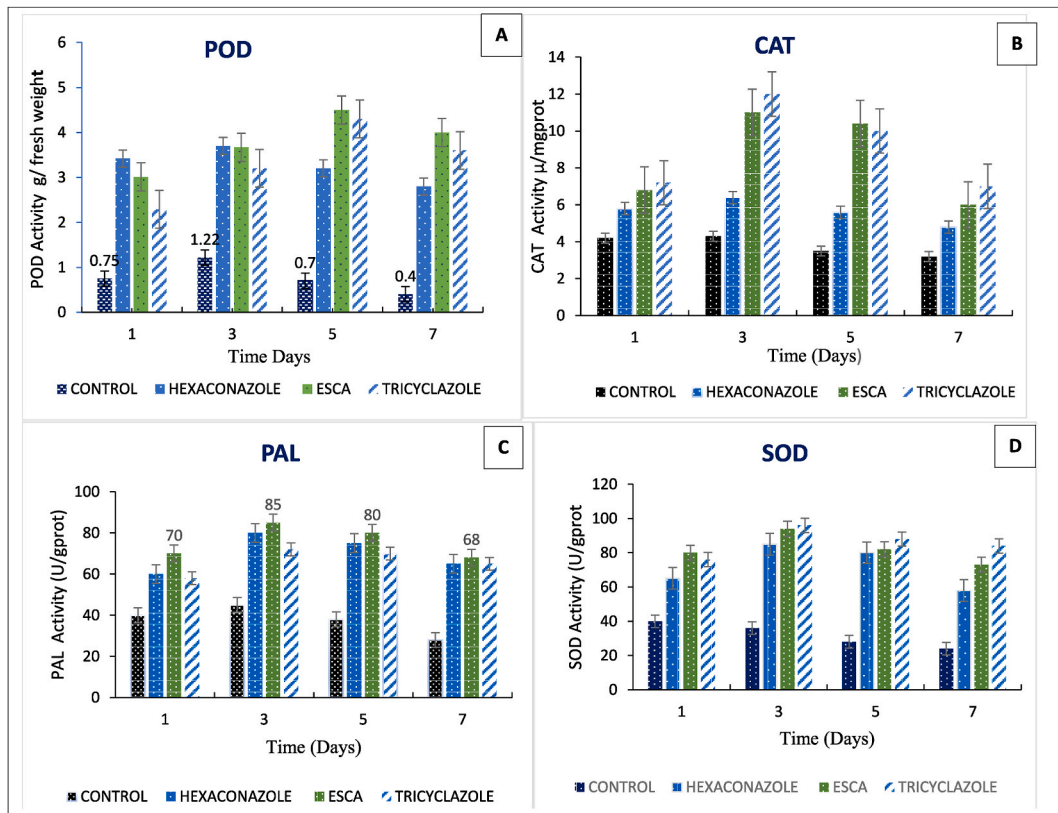 A
POD
POD Activity g/ fresh weight
6
5
4
3
2
1
0
0.75
1.22
0.7
0.4
1 3 5 7
Time Days
CONTROL HEXACONAZOLE ESCA TRICYCLAZOLE
B
CAT
CAT Activity µ/mgprot
14
12
10
8
6
4
2
0
1 3 5 7
Time (Days)
CONTROL HEXACONAZOLE ESCA TRICYCLAZOLE
C
PAL
PAL Activity (U/gprot)
100
80
60
40
20
0
70
85
80
68
1 3 5 7
Time (Days)
CONTROL HEXACONAZOLE ESCA TRICYCLAZOLE
D
SOD
SOD Activity (U/gprot
120
100
80
60
40
20
0
1 3 5 7
Time (Days)
CONTROL HEXACONAZOLE ESCA TRICYCLAZOLE